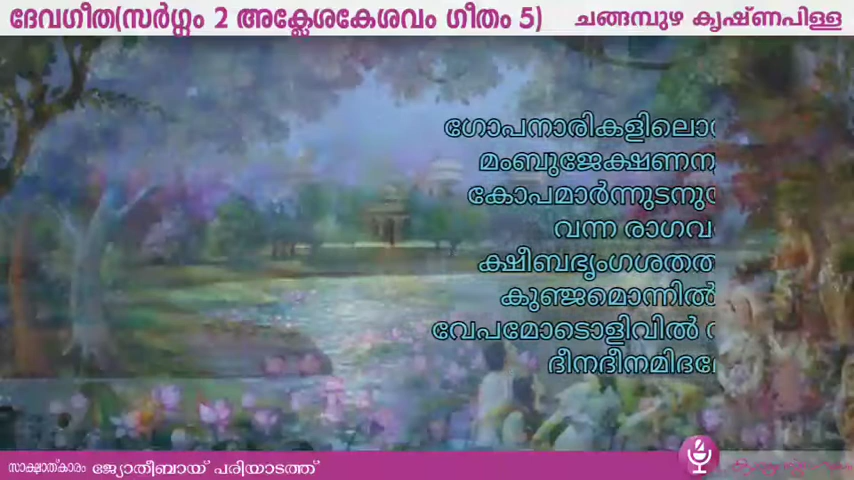 ദേവഗീത(സർഗ്ഗം 2 അക്ലേശകേശവം ഗീതം 5) ചങ്ങമ്പുഴ കൃഷ്ണപിള്ള
ഗോപനാരികളിലൊ
മംബുജേക്ഷണന
കോപമാർന്നുടനു
വന്ന രാഗവ
ക്ഷീബഭൃംഗശതത
കുഞ്ജമൊന്നിൽ
വേപമോടൊളിവിൽ
ദീനദീനമിദ
സാക്ഷാത്കാരം ജ്യോതീബായ് പരിയാടത്ത്